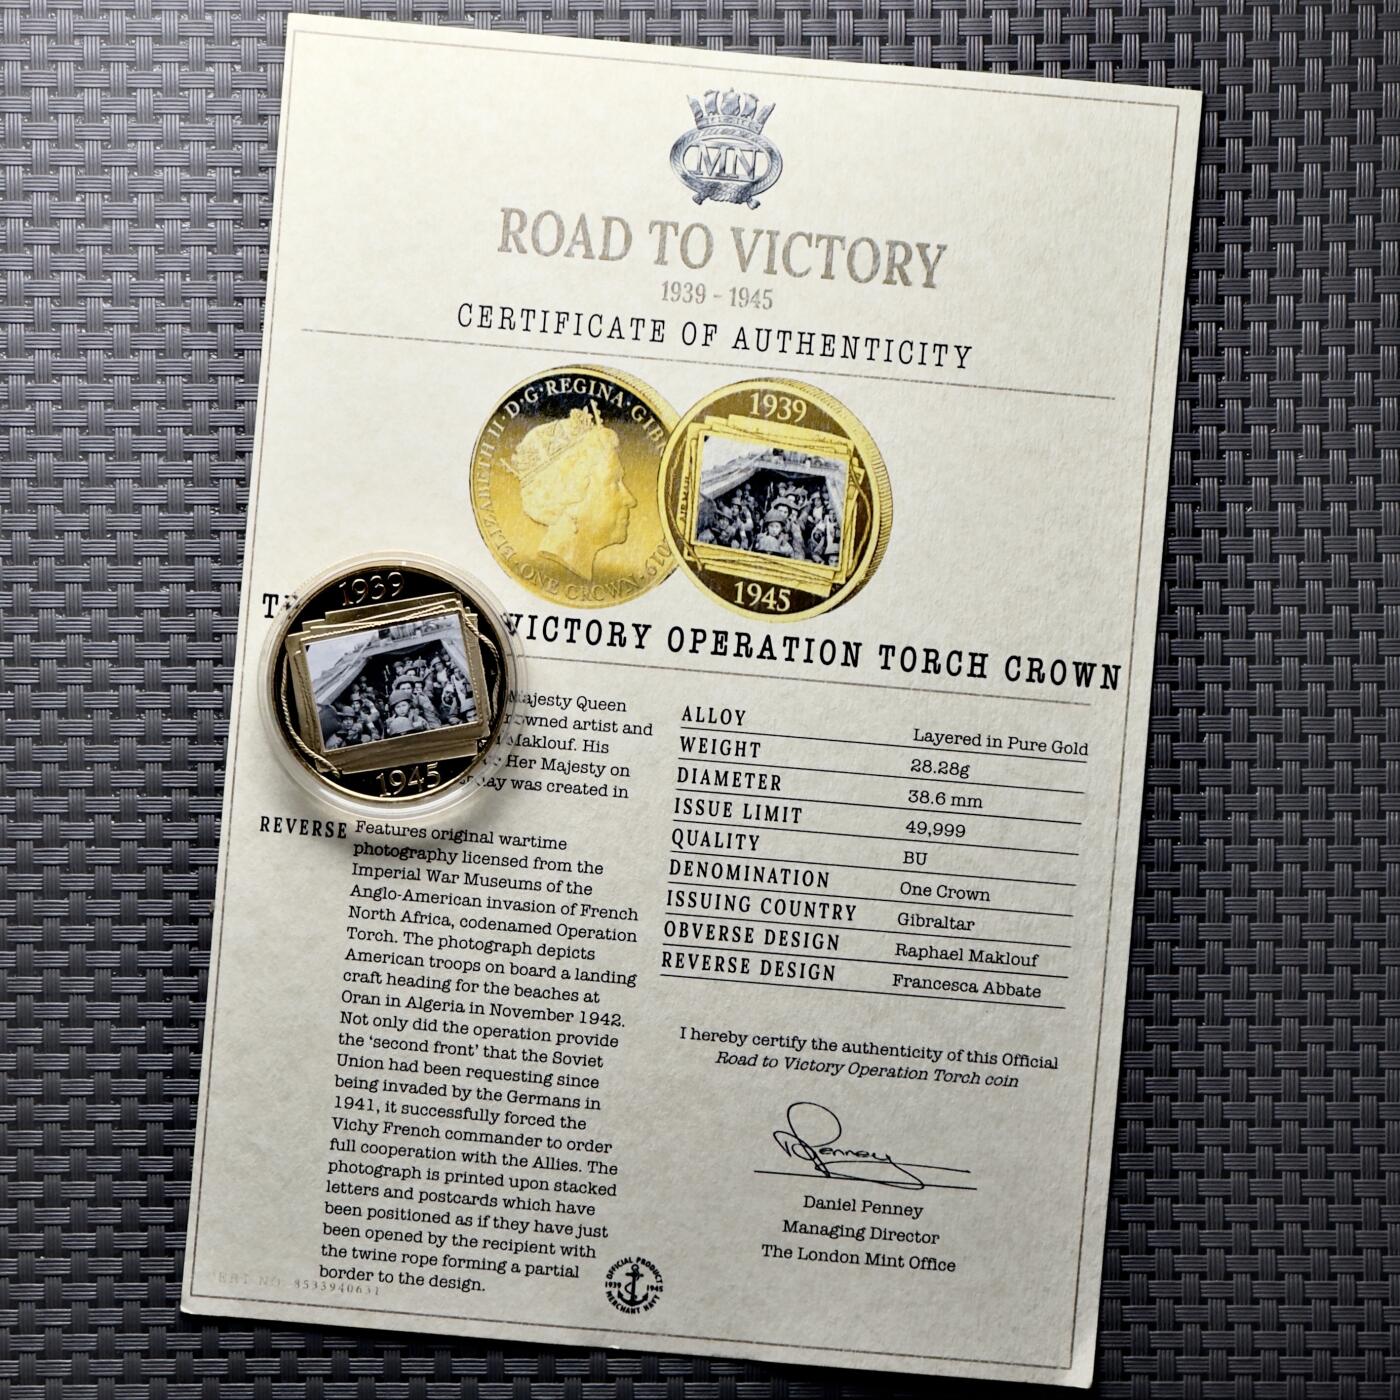 MN
ROAD TO VICTORY
1939 - 1945
CERTIFICATE OF AUTHENTICITY
ELIZABETH II · D·G·REGINA·GIB
·ONE CROWN·
1939
1945
1939
1945
VICTORY OPERATION TORCH CROWN
Majesty Queen
artist and
Maklouf. His
Her Majesty on
was created in
REVERSE Features original wartime
photography licensed from the
Imperial War Museums of the
Anglo-American invasion of French
North Africa, codenamed Operation
Torch. The photograph depicts
American troops on board a landing
craft heading for the beaches at
Oran in Algeria in November 1942.
Not only did the operation provide
the ‘second front’ that the Soviet
Union had been requesting since
being invaded by the Germans in
1941, it successfully forced the
Vichy French commander to order
full cooperation with the Allies. The
photograph is printed upon stacked
letters and postcards which have
been positioned as if they have just
been opened by the recipient with
the twine rope forming a partial
border to the design.
ALLOY Layered in Pure Gold
WEIGHT 28.28g
DIAMETER 38.6 mm
ISSUE LIMIT 49,999
QUALITY BU
DENOMINATION One Crown
ISSUING COUNTRY Gibraltar
OBVERSE DESIGN Raphael Maklouf
REVERSE DESIGN Francesca Abbate
I hereby certify the authenticity of this Official
Road to Victory Operation Torch coin
Daniel Penney
Managing Director
The London Mint Office
OFFICIAL PRODUCT
1939 1945
MERCHANT NAVY
CERT NO. 8533940631